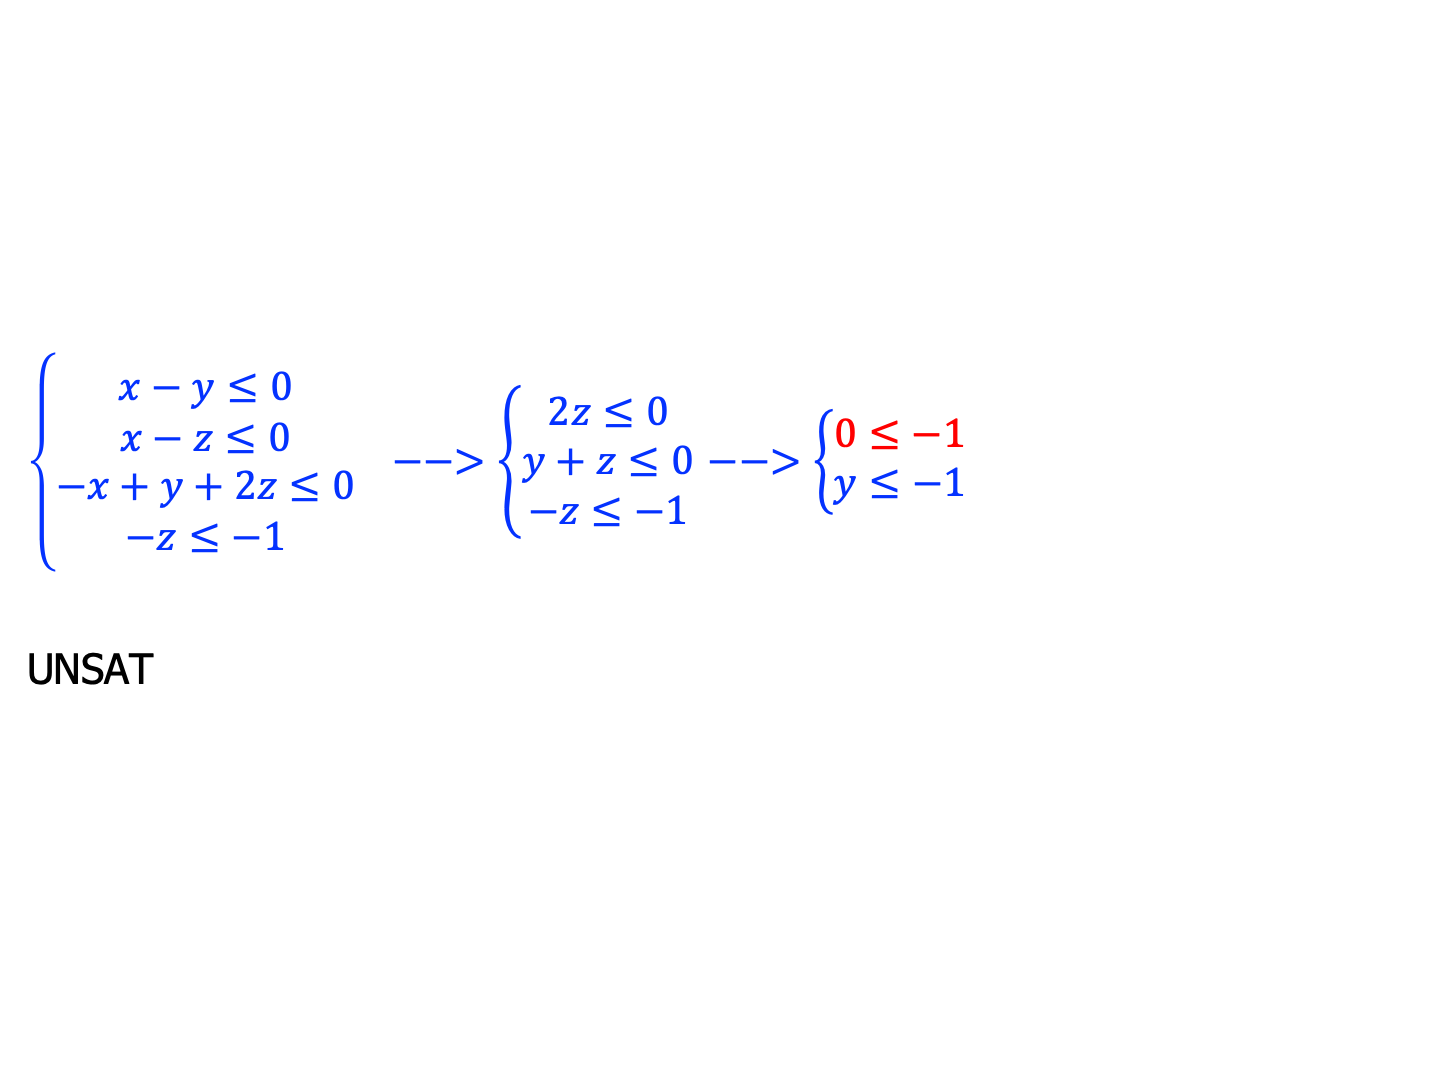 x − y ≤ 0
x − z ≤ 0
−x + y + 2z ≤ 0
−z ≤ −1
−−>
2z ≤ 0
y + z ≤ 0
−z ≤ −1
−−>
0 ≤ −1
y ≤ −1
UNSAT